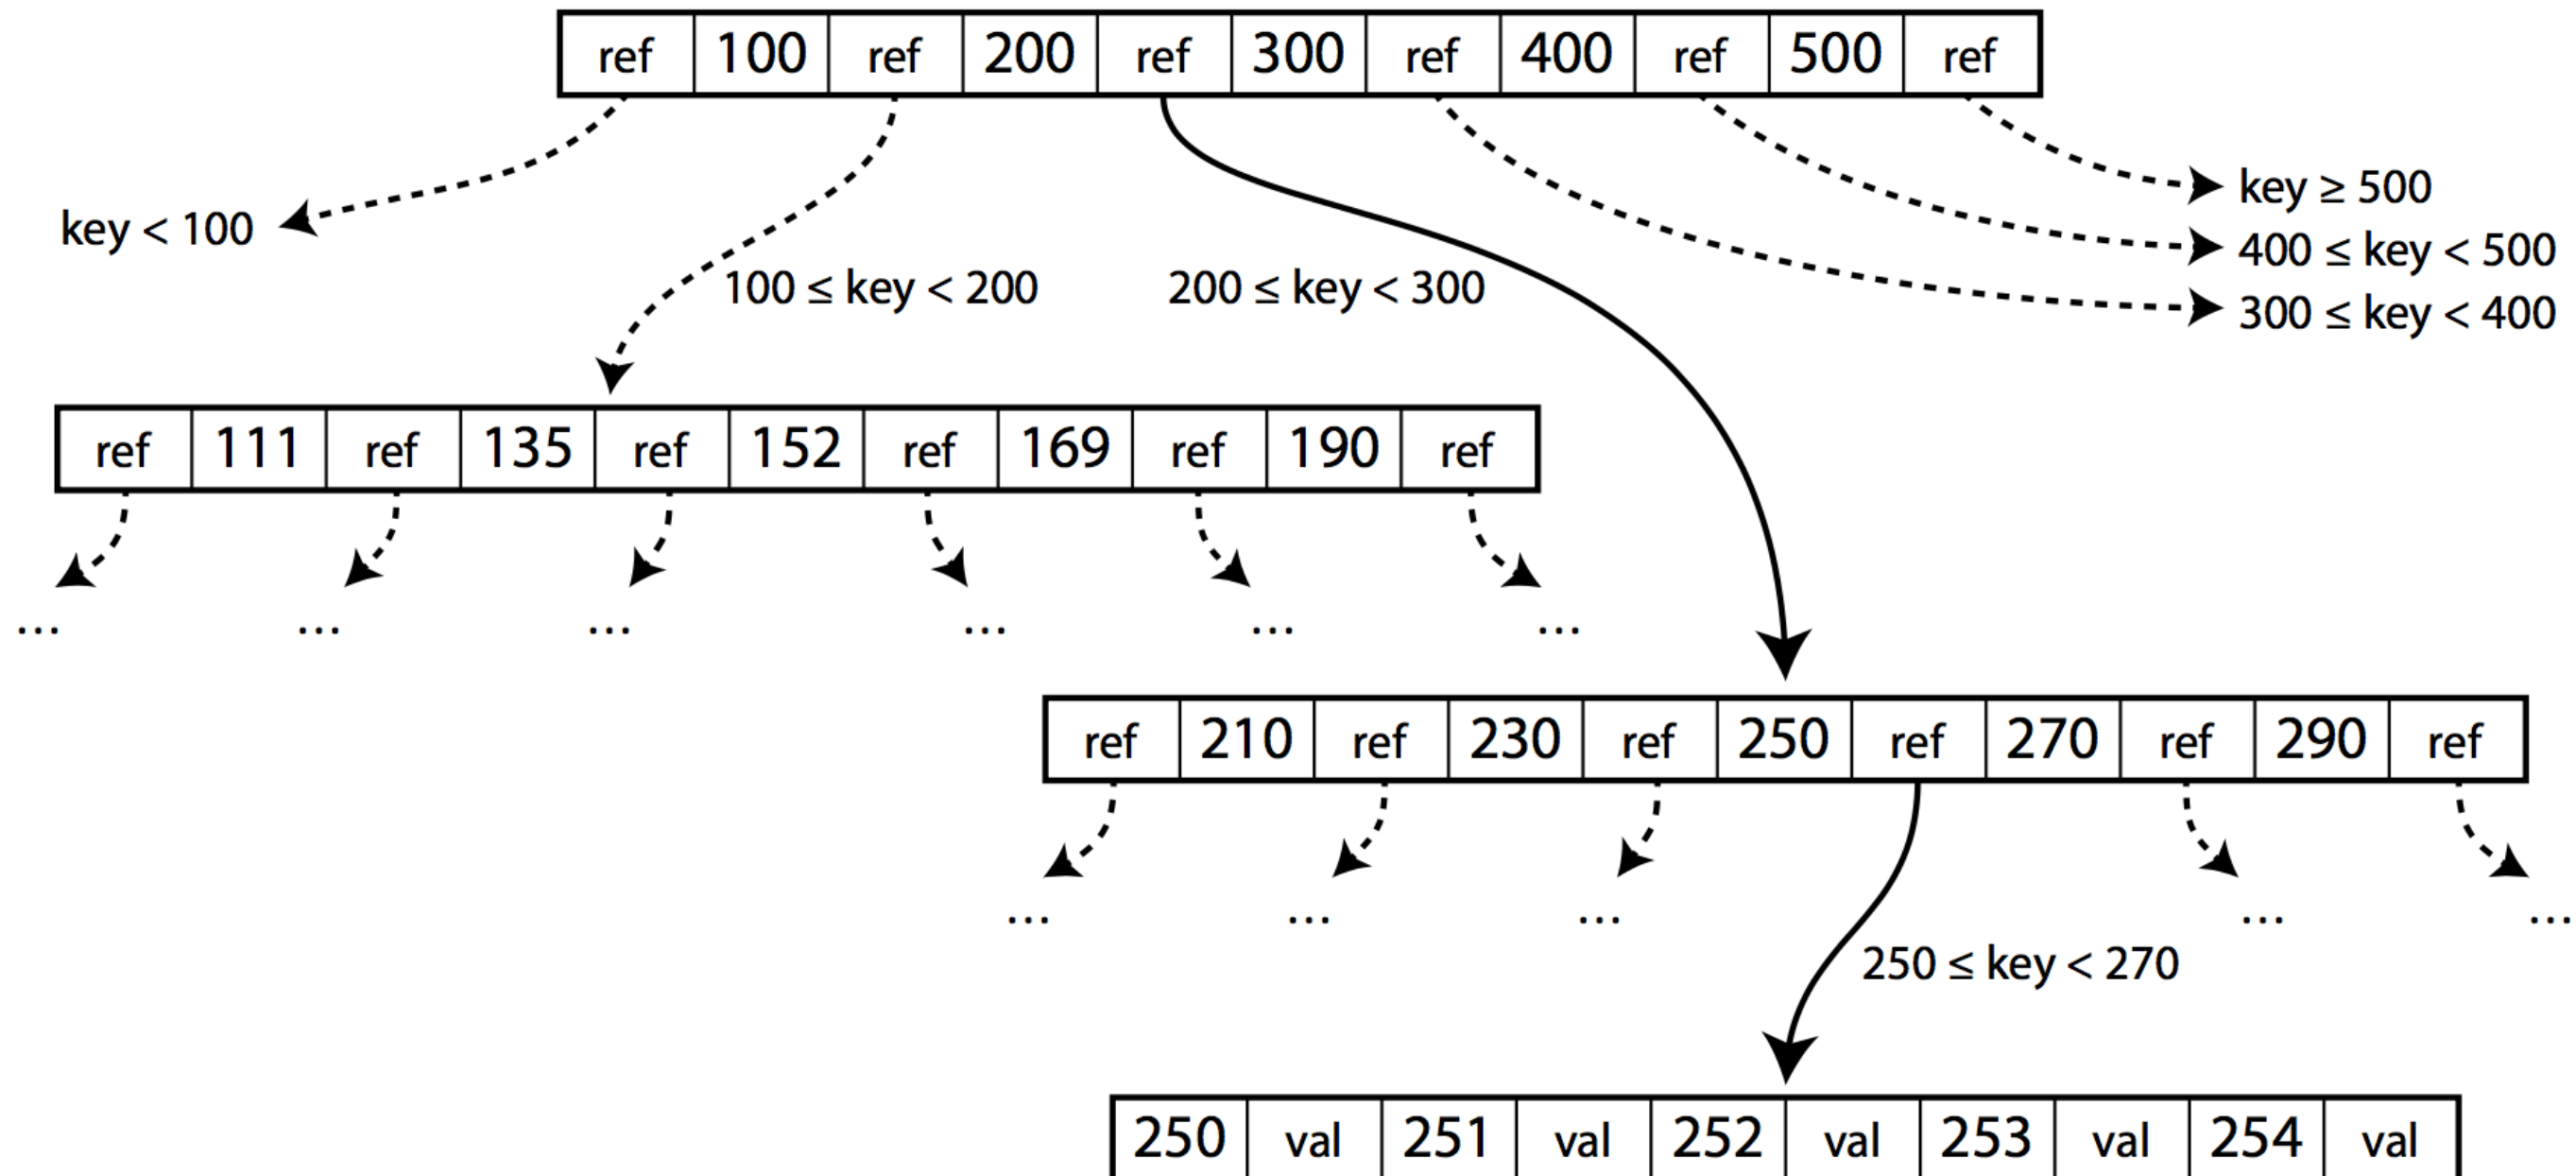 ref 100 ref 200 ref 300 ref 400 ref 500 ref
key ≥ 500
key < 100
400 ≤ key < 500
100 ≤ key < 200
200 ≤ key < 300
300 ≤ key < 400
ref 111 ref 135 ref 152 ref 169 ref 190 ref
... ... ... ... ... ...
ref 210 ref 230 ref 250 ref 270 ref 290 ref
... ... ... ... ...
250 ≤ key < 270
250 val 251 val 252 val 253 val 254 val